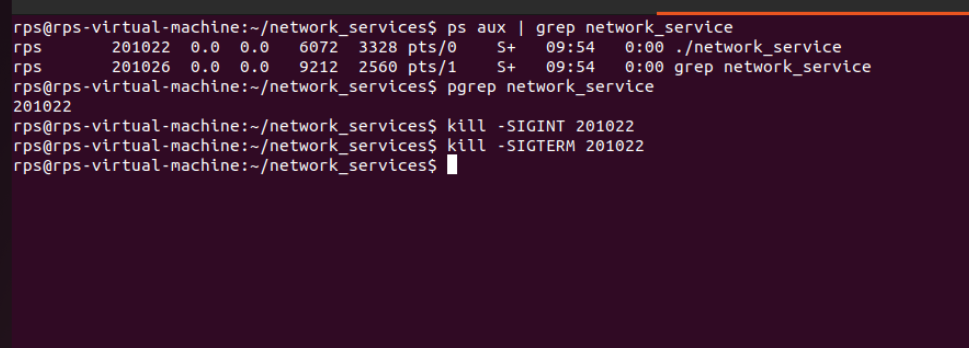 rps@rps-virtual-machine:~/network_services$ ps aux | grep network_service
rps      201022  0.0  0.0   6072  3328 pts/0    S+   09:54   0:00 ./network_service
rps      201026  0.0  0.0   9212  2560 pts/1    S+   09:54   0:00 grep network_service
rps@rps-virtual-machine:~/network_services$ pgrep network_service
201022
rps@rps-virtual-machine:~/network_services$ kill -SIGINT 201022
rps@rps-virtual-machine:~/network_services$ kill -SIGTERM 201022
rps@rps-virtual-machine:~/network_services$